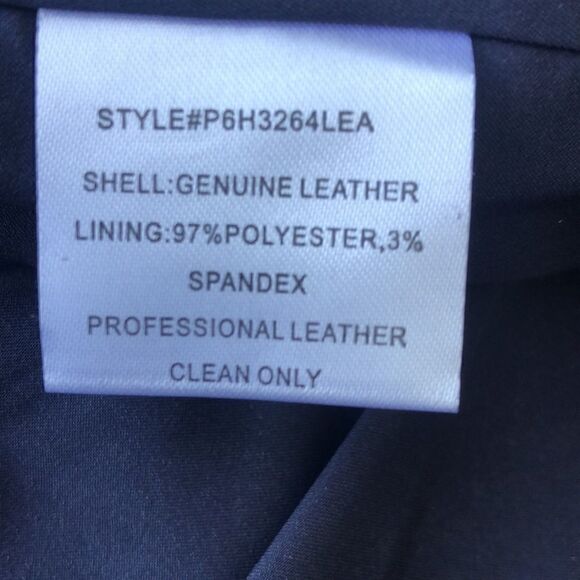 STYLE#P6H3264LEA
SHELL:GENUINE LEATHER
LINING:97%POLYESTER,3%
SPANDEX
PROFESSIONAL LEATHER
CLEAN ONLY